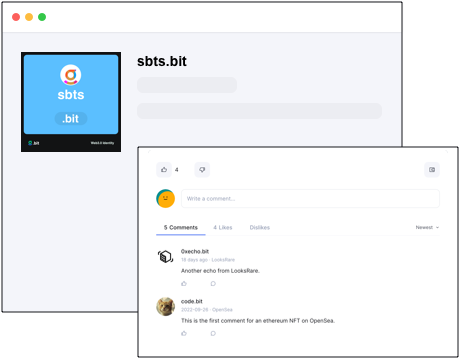 sbts.bit
sbts
.bit
.bit
Web3.0 Identity
4
Write a comment...
5 Comments
4 Likes
Dislikes
Newest
0xecho.bit
15 days ago · LooksRare
Another echo from LooksRare.
code.bit
2022-09-26 · OpenSea
This is the first comment for an ethereum NFT on OpenSea.